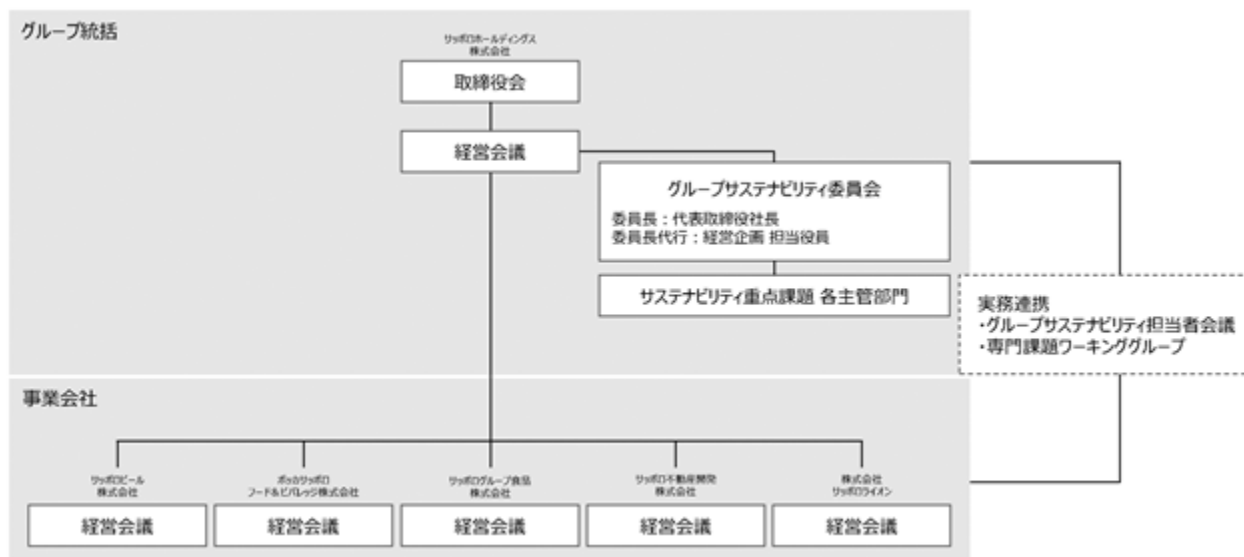 グループ統括
サッポロホールディングス
株式会社
取締役会
経営会議
グループサステナビリティ委員会
委員長：代表取締役社長
委員長代行：経営企画 担当役員
サステナビリティ重点課題 各主管部門
実務連携
・グループサステナビリティ担当者会議
・専門課題ワーキンググループ
事業会社
サッポロビール
株式会社
経営会議
ポッカサッポロ
フード&ビバレッジ株式会社
経営会議
サッポログループ食品
株式会社
経営会議
サッポロ不動産開発
株式会社
経営会議
株式会社
サッポロライオン
経営会議